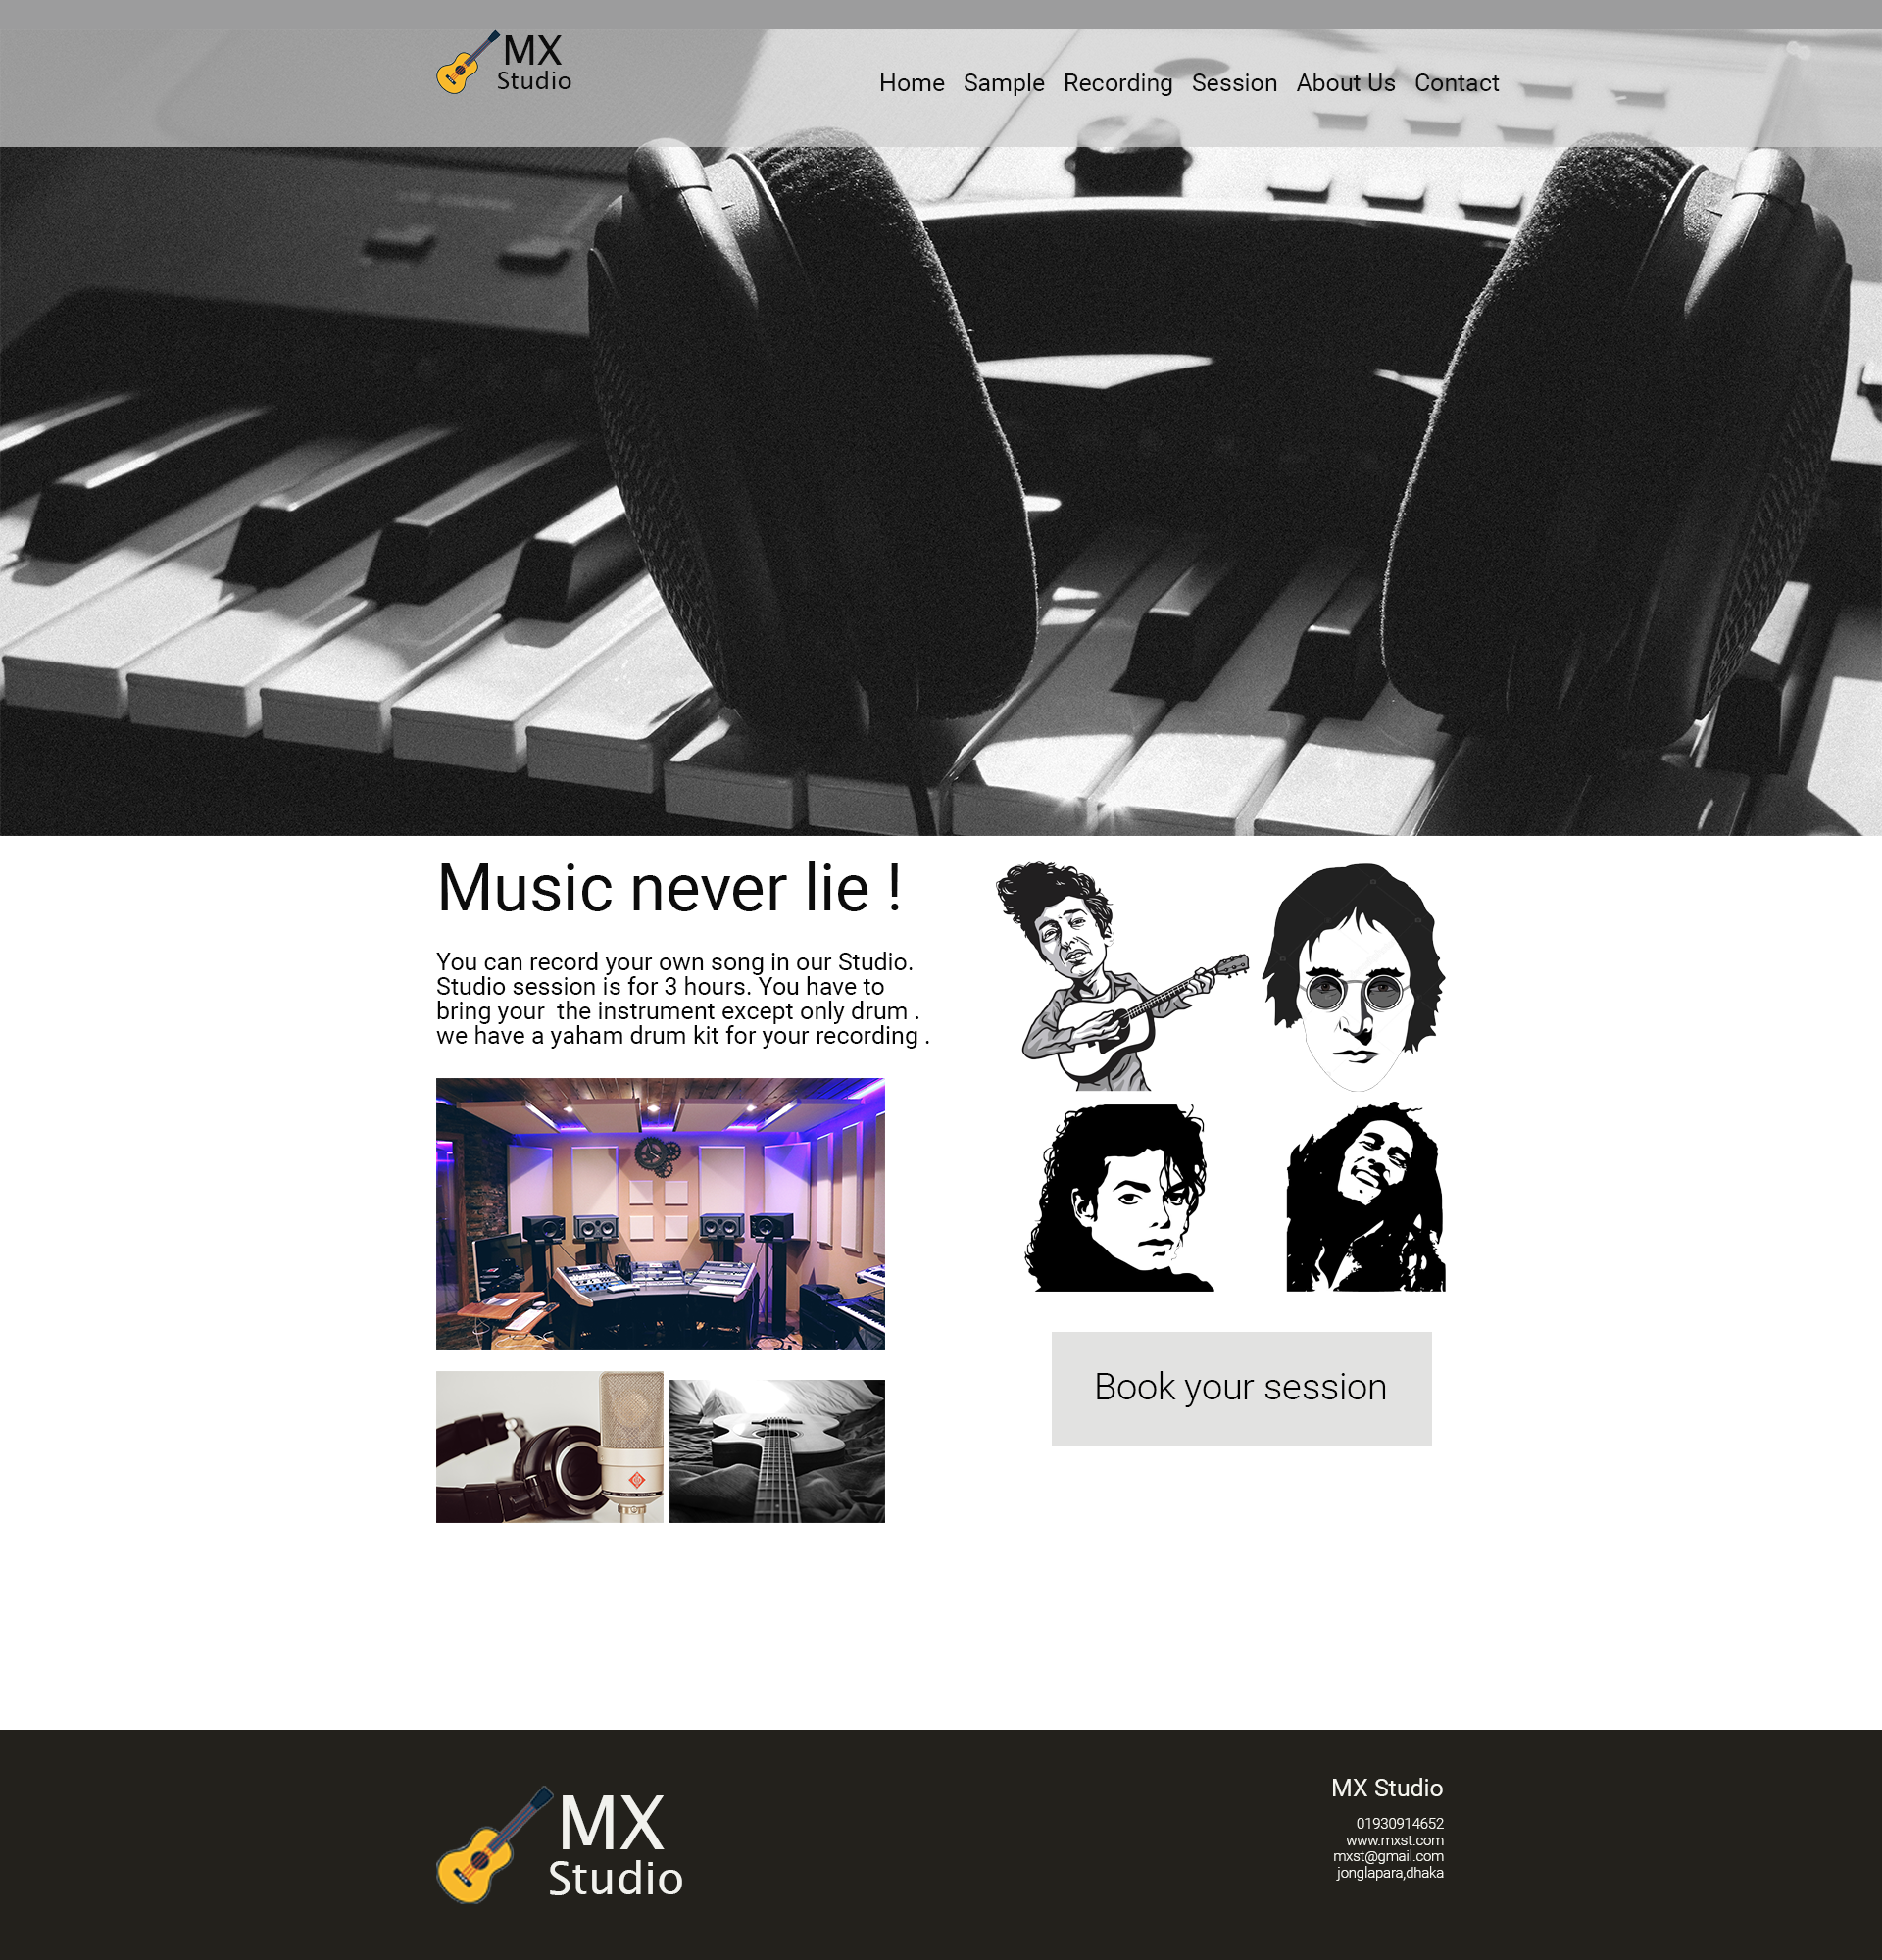 MX
Studio
Home Sample Recording Session About Us Contact
Music never lie !
You can record your own song in our Studio.
Studio session is for 3 hours. You have to
bring your  the instrument except only drum .
we have a yaham drum kit for your recording .
Book your session
MX
Studio
MX Studio
01930914652
www.mxst.com
mxst@gmail.com
jonglapara,dhaka